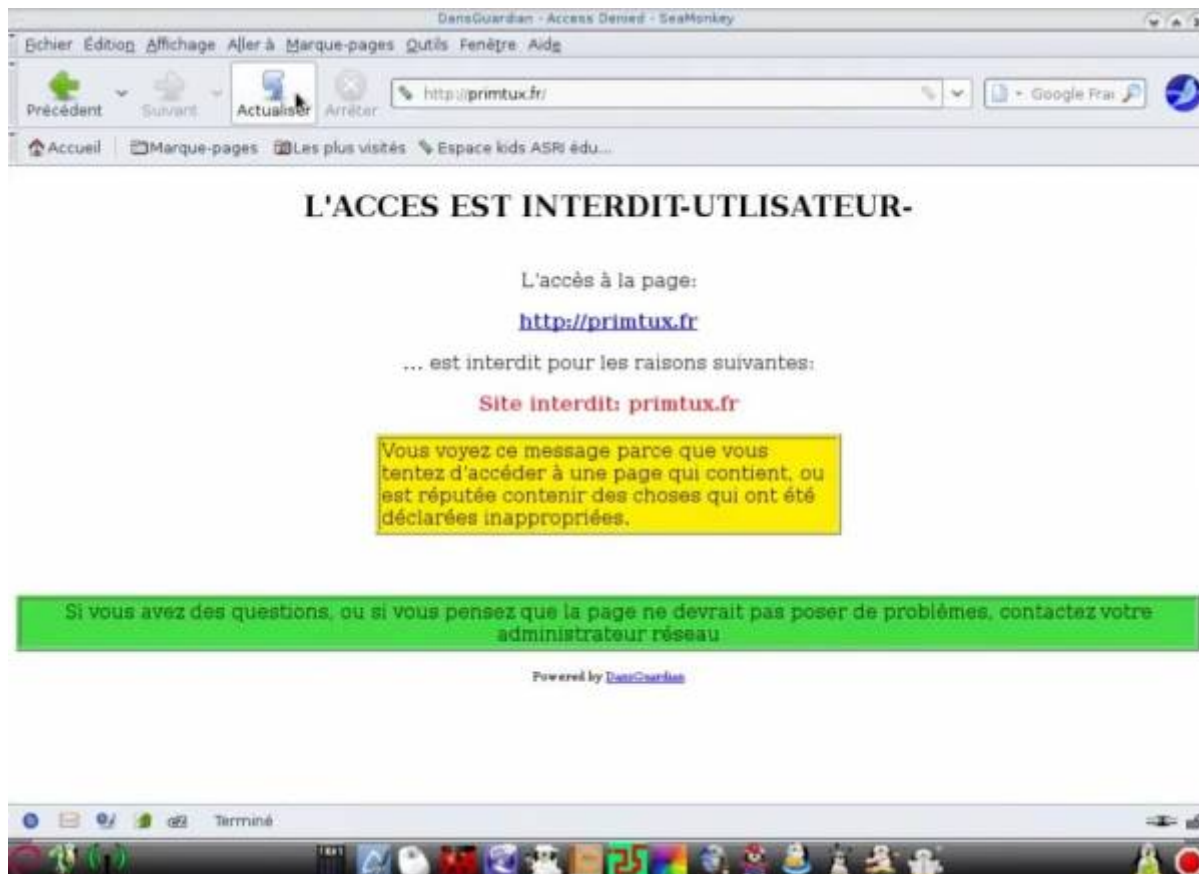 DansGuardian - Access Denied - SeaMonkey
Fichier Édition Affichage Aller à Marque-pages Outils Fenêtre Aide
Précédent Suivant Actualiser Arrêter http://primtux.fr/ Google Frai
Accueil Marque-pages Les plus visités Espace kids ASRI édu...
L'ACCES EST INTERDIT-UTLISATEUR-
L'accès à la page:
http://primtux.fr
... est interdit pour les raisons suivantes:
Site interdit: primtux.fr
Vous voyez ce message parce que vous
tentez d'accéder à une page qui contient, ou
est réputée contenir des choses qui ont été
déclarées inappropriées.
Si vous avez des questions, ou si vous pensez que la page ne devrait pas poser de problèmes, contactez votre
administrateur réseau
Powered by DansGuardian
Terminé